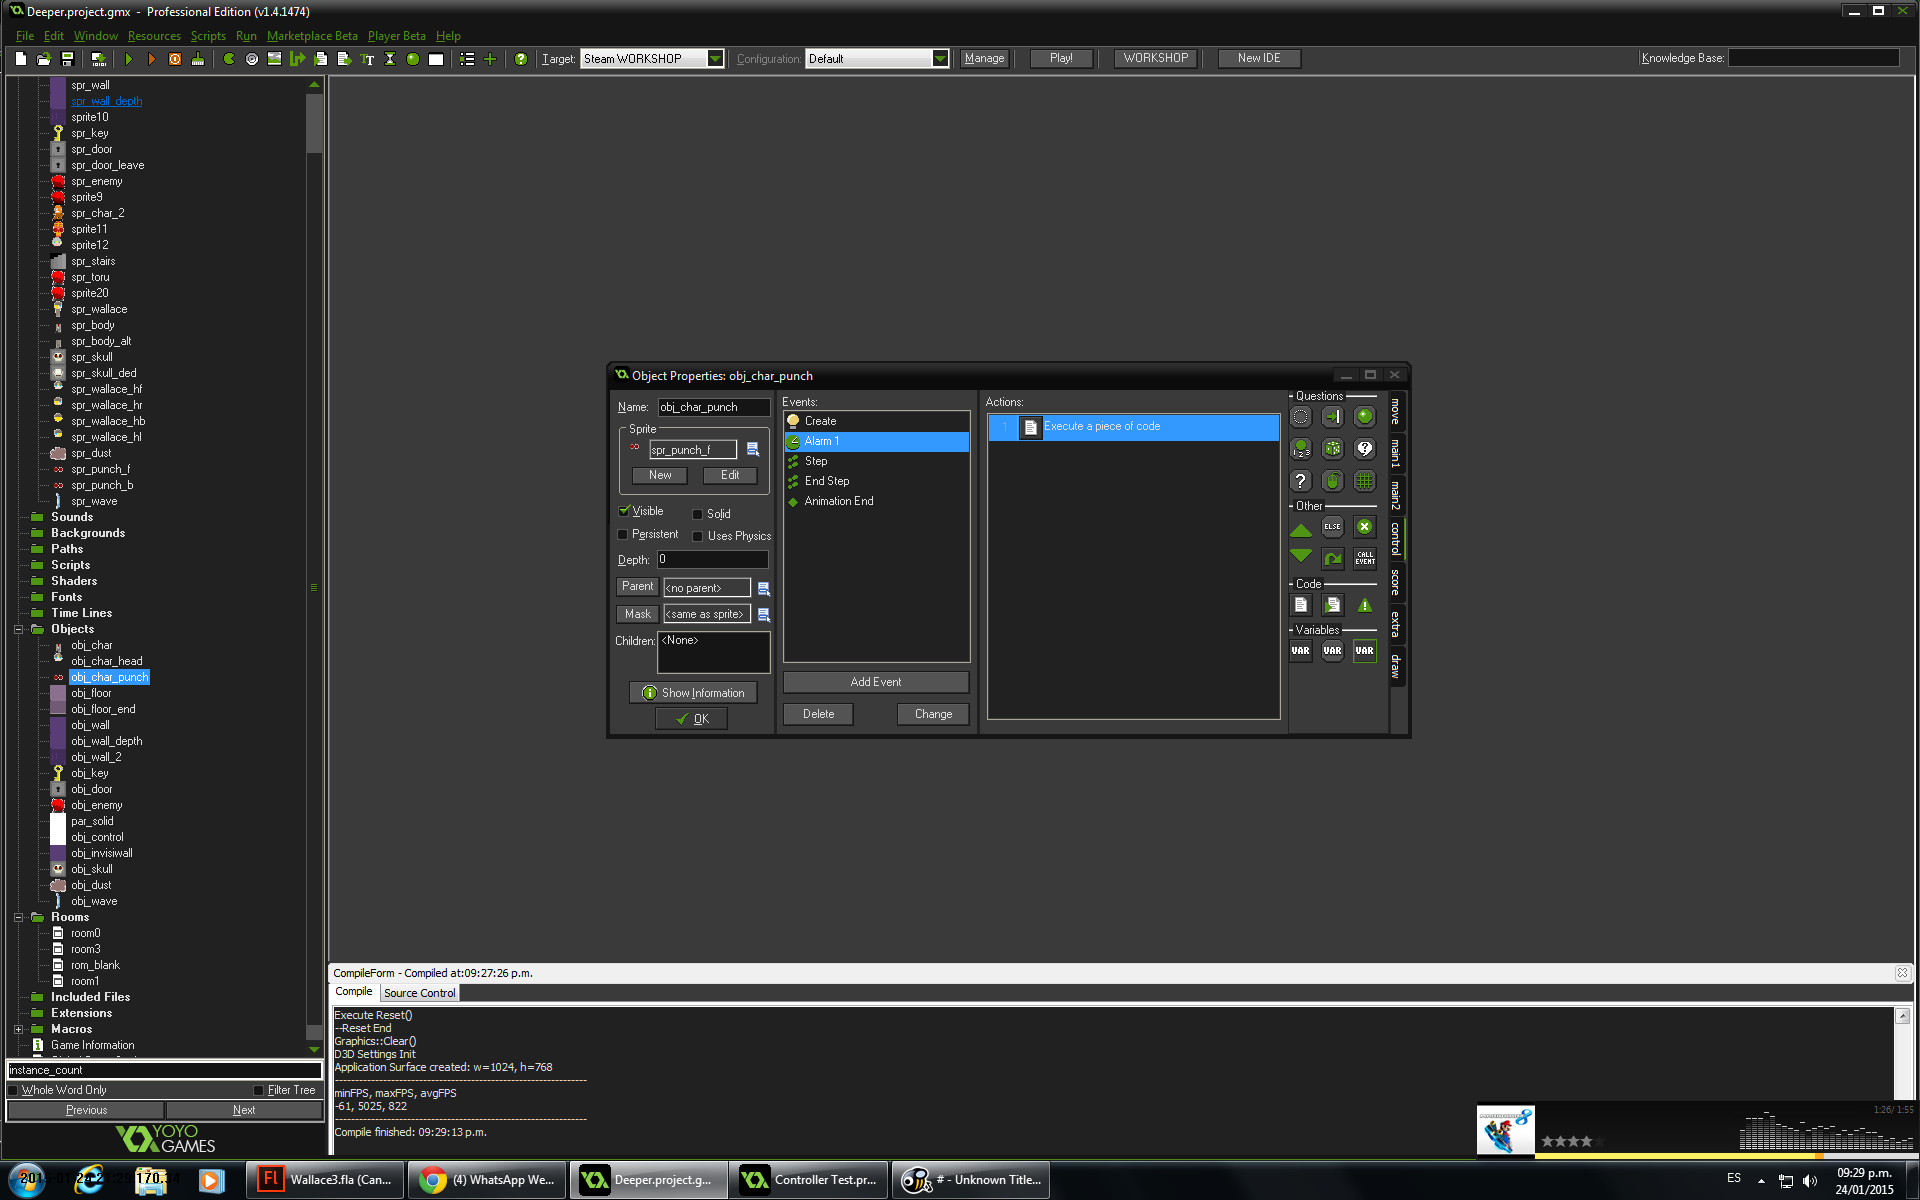 Deeper.project.gmx - Professional Edition (v1.4.1474)
File Edit Window Resources Scripts Run Marketplace Beta Player Beta Help
Target: Steam WORKSHOP Configuration: Default Manage Play! WORKSHOP New IDE Knowledge Base:
spr_wall
spr_wall_depth
sprite10
spr_key
spr_door
spr_door_leave
spr_enemy
sprite9
spr_char_2
sprite11
sprite12
spr_stairs
spr_toru
sprite20
spr_wallace
spr_body
spr_body_alt
spr_skull
spr_skull_ded
spr_wallace_hf
spr_wallace_hr
spr_wallace_hb
spr_wallace_hl
spr_dust
spr_punch_f
spr_punch_b
spr_wave
Sounds
Backgrounds
Paths
Scripts
Shaders
Fonts
Time Lines
Objects
obj_char
obj_char_head
obj_char_punch
obj_floor
obj_floor_end
obj_wall
obj_wall_depth
obj_wall_2
obj_key
obj_door
obj_enemy
par_solid
obj_control
obj_invisiwall
obj_skull
obj_dust
obj_wave
Rooms
room0
room3
rom_blank
room1
Included Files
Extensions
Macros
Game Information
instance_count
Whole Word Only Filter Tree
Previous Next
YOYO
GAMES
Object Properties: obj_char_punch
Name: obj_char_punch
Sprite
spr_punch_f
New Edit
Visible Solid
Persistent Uses Physics
Depth: 0
Parent <no parent>
Mask <same as sprite>
Children: <None>
Show Information
OK
Events:
Create
Alarm 1
Step
End Step
Animation End
Add Event
Delete Change
Actions:
1 Execute a piece of code
Questions
1 2 3
Other
ELSE
CALL EVENT
Code
Variables
VAR VAR VAR
move
main1
main2
control
score
extra
draw
CompileForm - Compiled at:09:27:26 p.m.
Compile Source Control
Execute Reset()
--Reset End
Graphics::Clear()
D3D Settings Init
Application Surface created: w=1024, h=768
minFPS, maxFPS, avgFPS
-61, 5025, 822
Compile finished: 09:29:13 p.m.
1:26/ 1:55
Wallace3.fla (Can...
(4) WhatsApp We...
Deeper.project.g...
Controller Test.pr...
# - Unknown Title...
ES
09:29 p.m.
24/01/2015